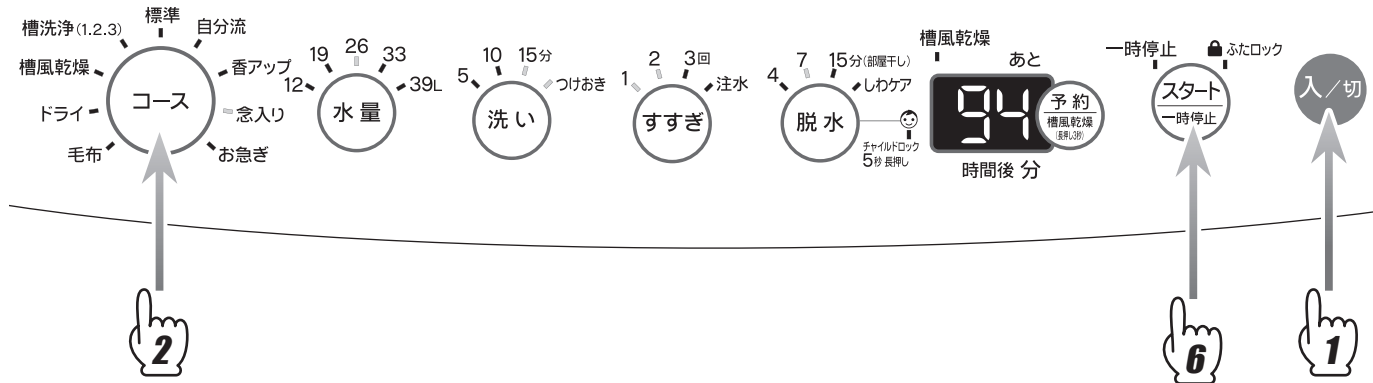 槽洗浄(1.2.3)
標準
自分流
槽風乾燥
香アップ
ドライ
念入り
毛布
お急ぎ
コース
12
19
26
33
39L
水量
5
10
15分
つけおき
洗い
1
2
3回
注水
すすぎ
4
7
15分(部屋干し)
しわケア
脱水
チャイルドロック
5秒 長押し
槽風乾燥
あと
94
時間後 分
予約
槽風乾燥
(長押し3秒)
一時停止
ふたロック
スタート
一時停止
入/切
2
6
1